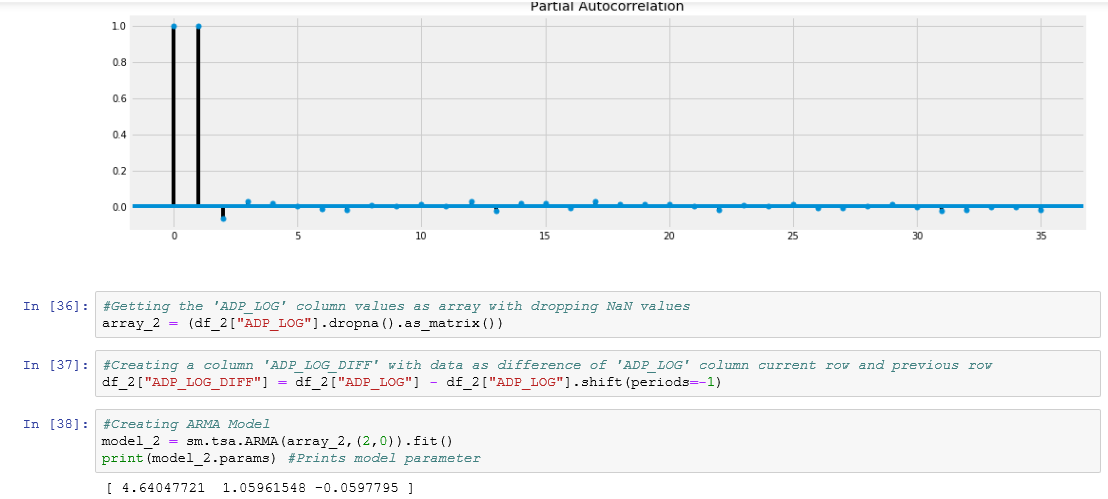 Partial Autocorrelation
1.0
0.8
0.6
0.4
0.2
0.0
0 5 10 15 20 25 30 35
In [36]: #Getting the 'ADP_LOG' column values as array with dropping NaN values
array_2 = (df_2["ADP_LOG"].dropna().as_matrix())
In [37]: #Creating a column 'ADP_LOG_DIFF' with data as difference of 'ADP_LOG' column current row and previous row
df_2["ADP_LOG_DIFF"] = df_2["ADP_LOG"] - df_2["ADP_LOG"].shift(periods=-1)
In [38]: #Creating ARMA Model
model_2 = sm.tsa.ARMA(array_2,(2,0)).fit()
print(model_2.params) #Prints model parameter
[ 4.64047721 1.05961548 -0.0597795 ]